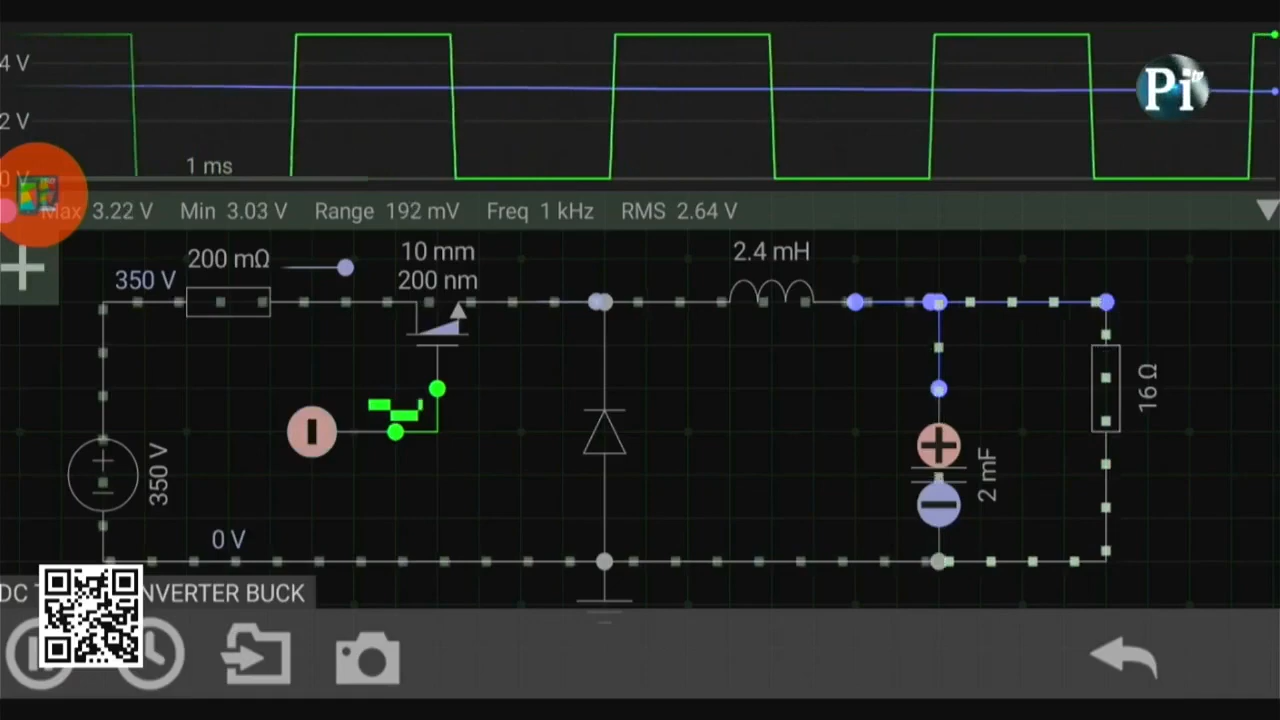 4 V
Pi tv
2 V
1 ms
0 V
Max 3.22 V Min 3.03 V Range 192 mV Freq 1 kHz RMS 2.64 V
10 mm
200 mΩ
2.4 mH
350 V
200 nm
16 Ω
350 V
2 mF
0 V
DC NVERTER BUCK